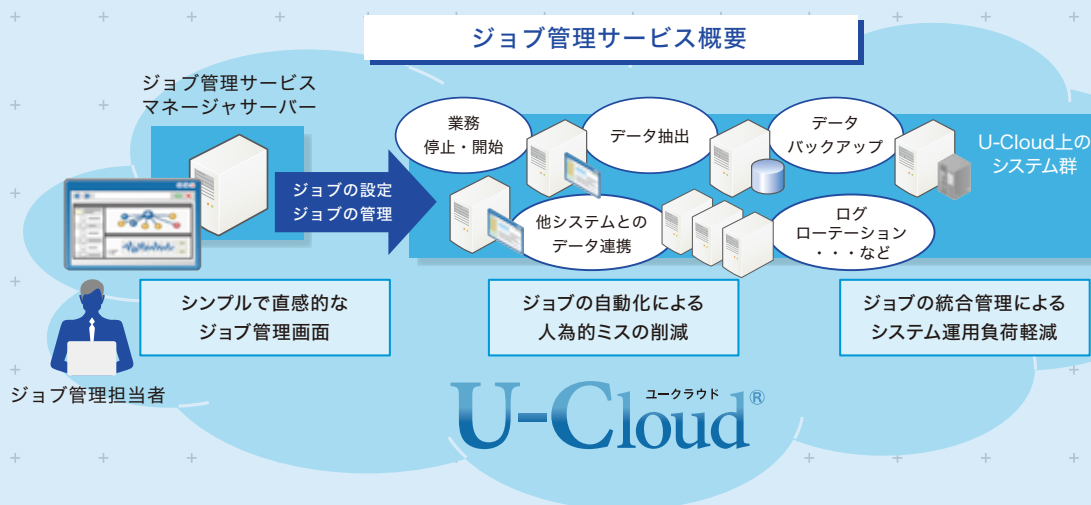 ジョブ管理サービス概要
ジョブ管理サービス
マネージャサーバー
ジョブの設定
ジョブの管理
業務
停止・開始
データ抽出
データ
バックアップ
U-Cloud上の
システム群
他システムとの
データ連携
ログ
ローテーション
・・・など
シンプルで直感的な
ジョブ管理画面
ジョブの自動化による
人為的ミスの削減
ジョブの統合管理による
システム運用負荷軽減
ジョブ管理担当者
ユークラウド
U-Cloud®